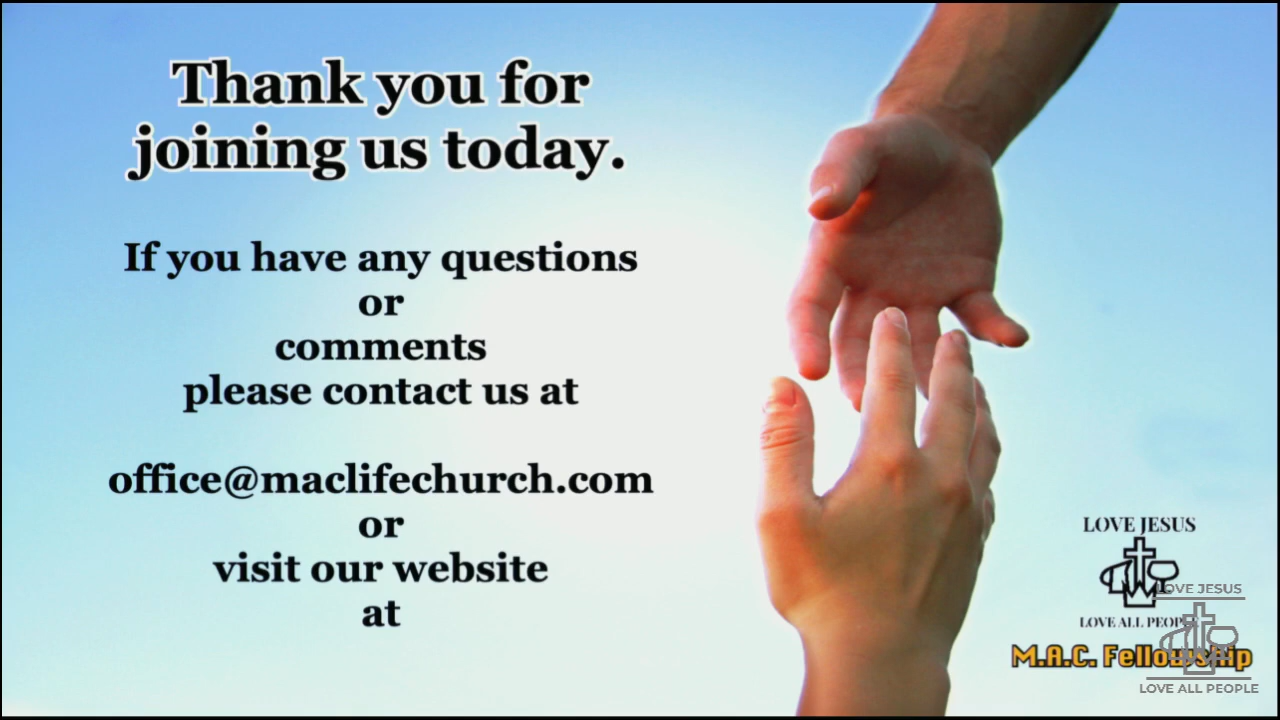 Thank you for
joining us today.
If you have any questions
or
comments
please contact us at
office@maclifechurch.com
or
visit our website
at
LOVE JESUS
LOVE ALL PEOPLE
M.A.C. Fellowship
LOVE JESUS
LOVE ALL PEOPLE